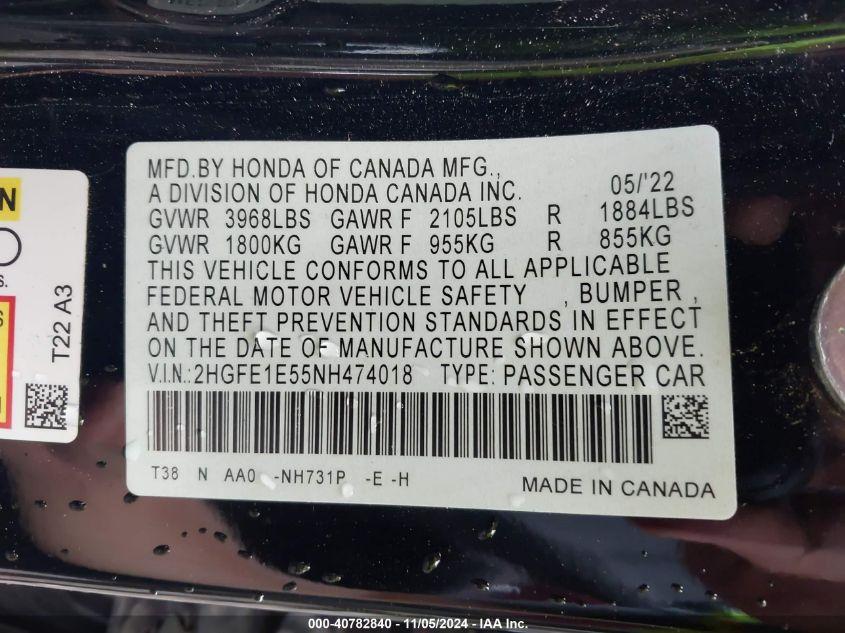 MFD.BY HONDA OF CANADA MFG.,
A DIVISION OF HONDA CANADA INC. 05/'22
GVWR 3968LBS GAWR F 2105LBS R 1884LBS
GVWR 1800KG GAWR F 955KG R 855KG
THIS VEHICLE CONFORMS TO ALL APPLICABLE
FEDERAL MOTOR VEHICLE SAFETY , BUMPER ,
AND THEFT PREVENTION STANDARDS IN EFFECT
ON THE DATE OF MANUFACTURE SHOWN ABOVE.
V.I.N.:2HGFE1E55NH474018 TYPE: PASSENGER CAR
T38 N AA0 -NH731P -E -H
MADE IN CANADA
T22 A3
000-40782840 - 11/05/2024 - IAA Inc.